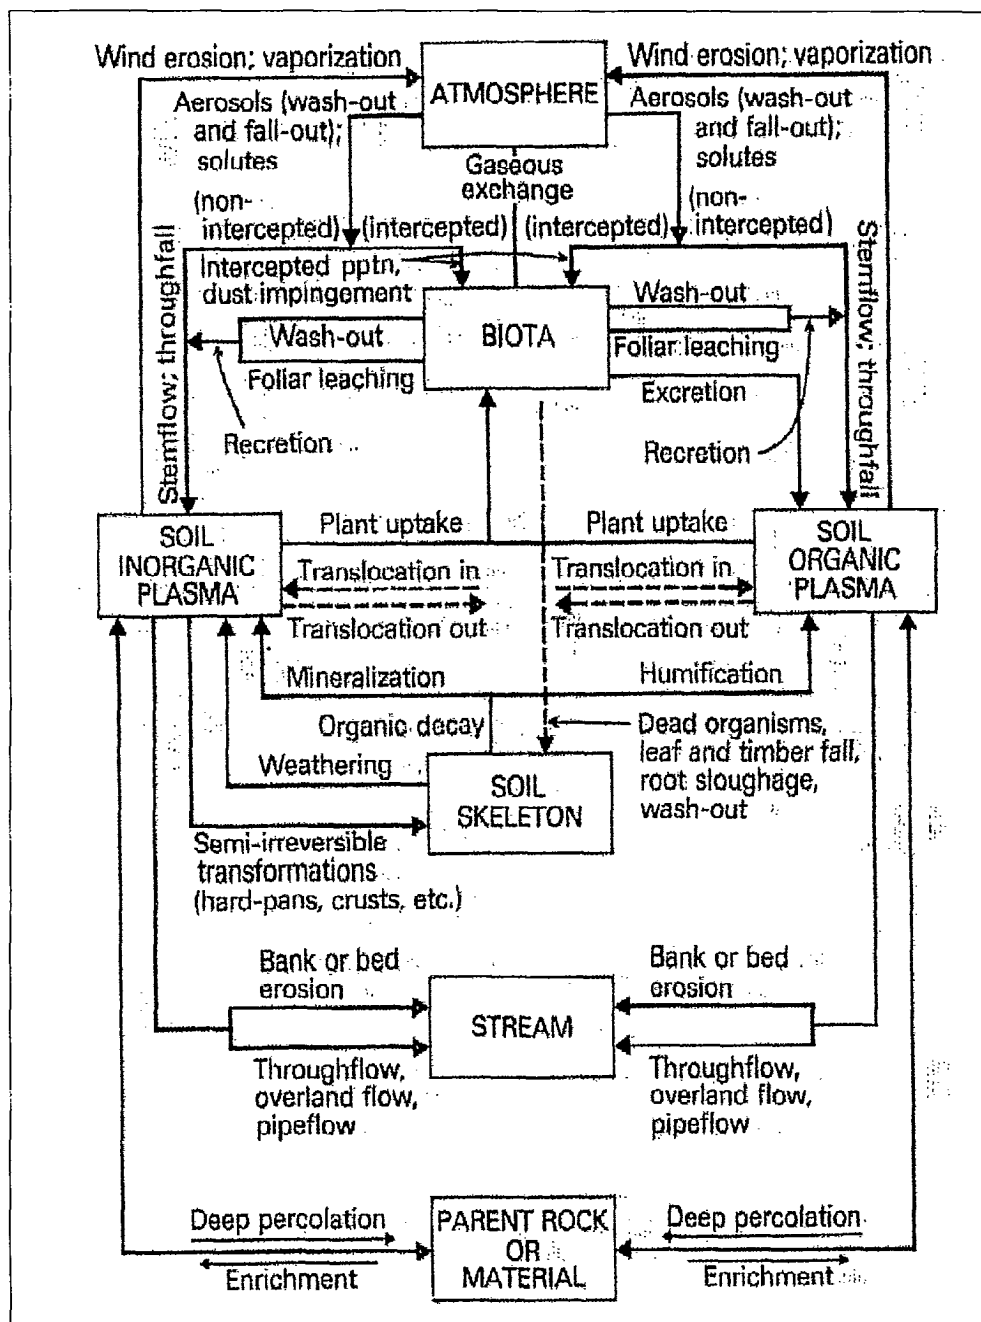 Wind erosion; vaporization
ATMOSPHERE
Wind erosion; vaporization
Aerosols (wash-out
and fall-out);
solutes
Aerosols (wash-out
and fall-out);
solutes
Gaseous
exchange
(non-
intercepted)
(intercepted)
(intercepted)
(non-
intercepted)
Intercepted pptn,
dust impingement
Stemflow; throughfall
Stemflow; throughfall
BIOTA
Wash-out
Foliar leaching
Wash-out
Foliar leaching
Excretion
Recretion
Recretion
SOIL
INORGANIC
PLASMA
Plant uptake
Plant uptake
SOIL
ORGANIC
PLASMA
Translocation in
Translocation out
Translocation in
Translocation out
Mineralization
Humification
Organic decay
Dead organisms,
leaf and timber fall,
root sloughage,
wash-out
Weathering
SOIL
SKELETON
Semi-irreversible
transformations
(hard-pans, crusts, etc.)
Bank or bed
erosion
STREAM
Bank or bed
erosion
Throughflow,
overland flow,
pipeflow
Throughflow,
overland flow,
pipeflow
Deep percolation
Enrichment
PARENT ROCK
OR
MATERIAL
Deep percolation
Enrichment